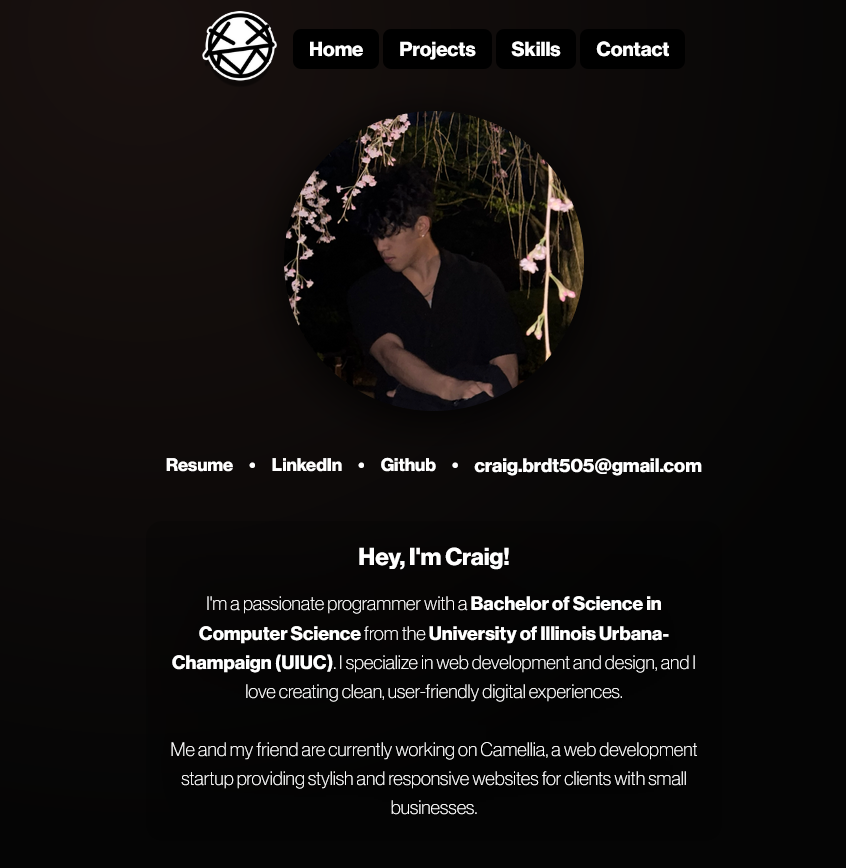 Home Projects Skills Contact
Resume • LinkedIn • Github • craig.brdt505@gmail.com
Hey, I'm Craig!
I'm a passionate programmer with a Bachelor of Science in
Computer Science from the University of Illinois Urbana-
Champaign (UIUC). I specialize in web development and design, and I
love creating clean, user-friendly digital experiences.
Me and my friend are currently working on Camellia, a web development
startup providing stylish and responsive websites for clients with small
businesses.